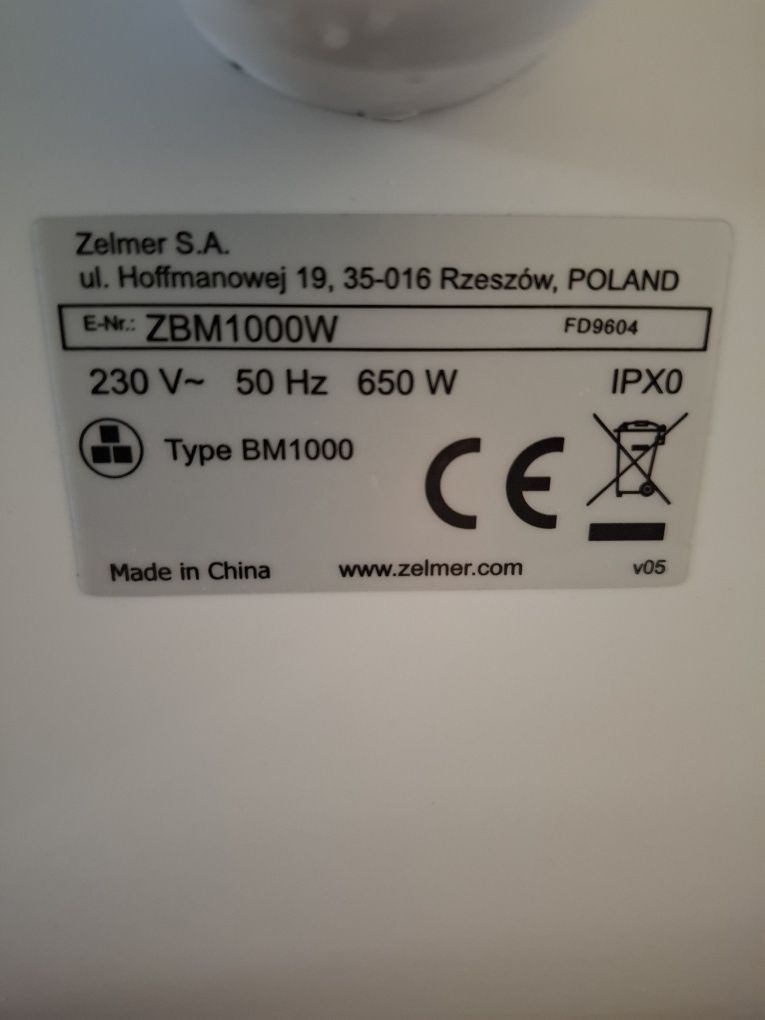 Zelmer S.A.
ul. Hoffmanowej 19, 35-016 Rzeszów, POLAND
E-Nr.: ZBM1000W FD9604
230 V~ 50 Hz 650 W IPX0
Type BM1000
CE
Made in China www.zelmer.com v05